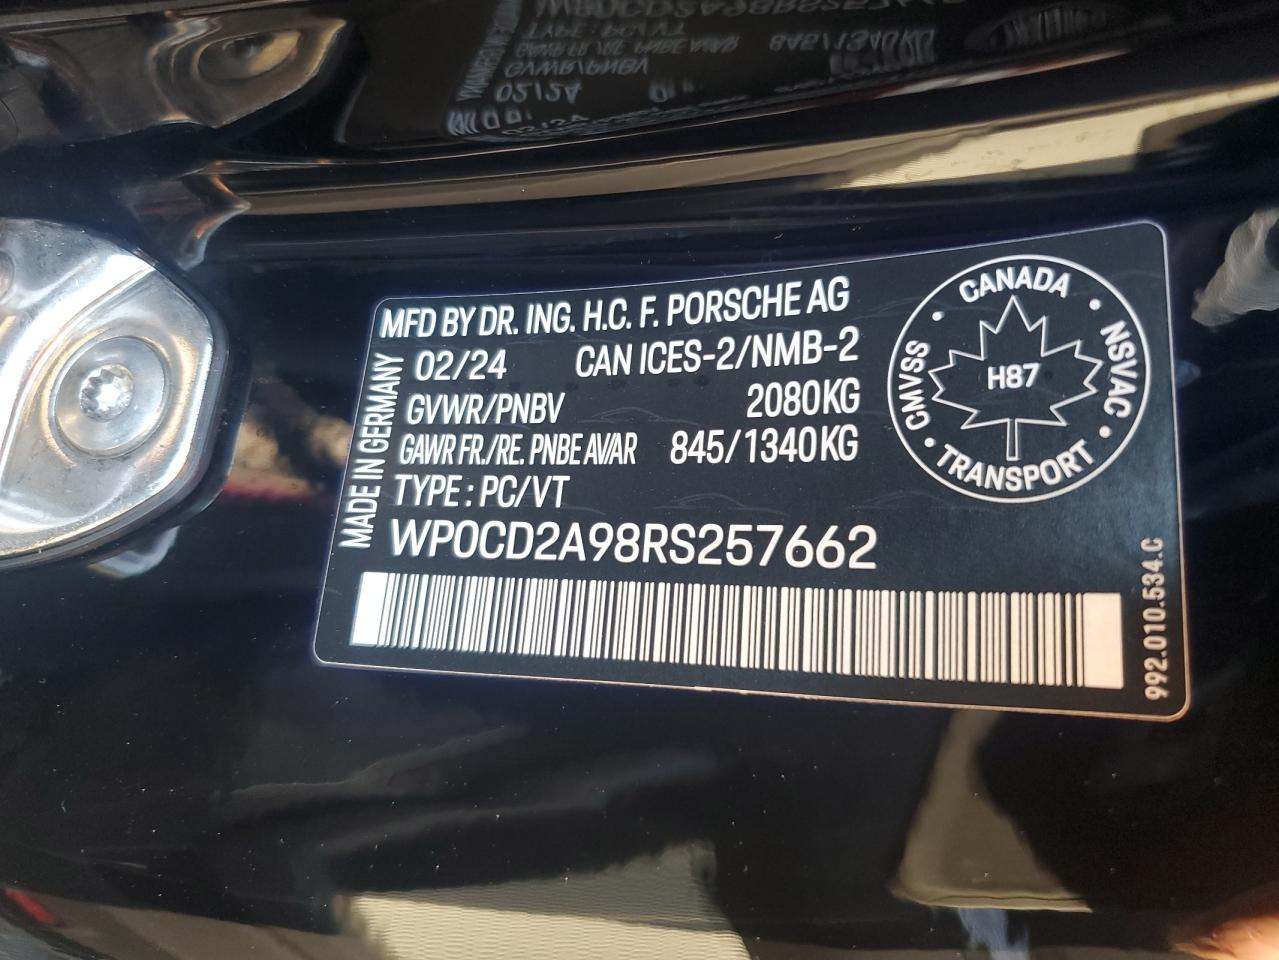 MFD BY DR. ING. H.C. F. PORSCHE AG
02/24 CAN ICES-2/NMB-2
GVWR/PNBV 2080KG
GAWR FR./RE. PNBE AV/AR 845/1340KG
TYPE: PC/VT
WP0CD2A98RS257662
MADE IN GERMANY
CANADA
CMVSS
NSVAC
H87
TRANSPORT
992.010.534.C